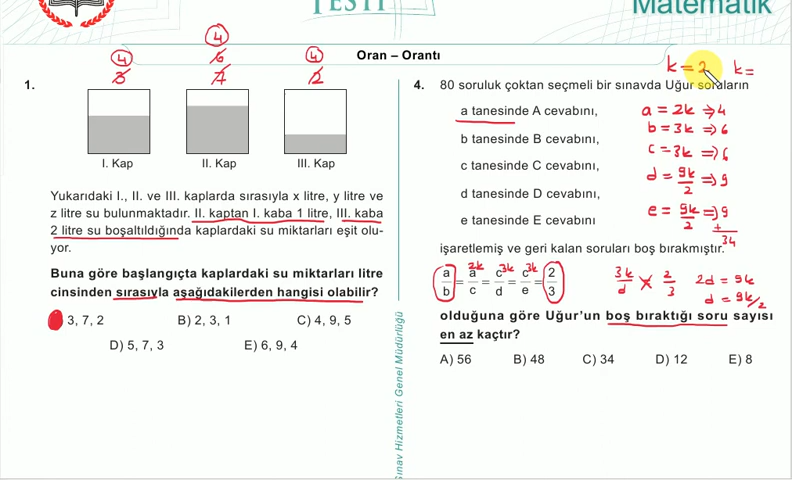 TESTİ
Matematik
Oran – Orantı
1.
4 4 4
3 6 7 2
I. Kap II. Kap III. Kap
Yukarıdaki I., II. ve III. kaplarda sırasıyla x litre, y litre ve
z litre su bulunmaktadır. II. kaptan I. kaba 1 litre, III. kaba
2 litre su boşaltıldığında kaplardaki su miktarları eşit olu-
yor.
Buna göre başlangıçta kaplardaki su miktarları litre
cinsinden sırasıyla aşağıdakilerden hangisi olabilir?
3, 7, 2 B) 2, 3, 1 C) 4, 9, 5
D) 5, 7, 3 E) 6, 9, 4
Sınav Hizmetleri Genel Müdürlüğü
k = 2 k =
4. 80 soruluk çoktan seçmeli bir sınavda Uğur soruların
a tanesinde A cevabını, a = 2k ⇒ 4
b tanesinde B cevabını, b = 3k ⇒ 6
c tanesinde C cevabını, c = 3k ⇒ 6
d tanesinde D cevabını, d = 9k/2 ⇒ 9
e tanesinde E cevabını e = 9k/2 ⇒ 9
+
34
işaretlemiş ve geri kalan soruları boş bırakmıştır.
2k 3k 3k
a/b = a/c = c/d = c/e = 2/3
3k/d × 2/3 2d = 9k
d = 9k/2
olduğuna göre Uğur’un boş bıraktığı soru sayısı
en az kaçtır?
A) 56 B) 48 C) 34 D) 12 E) 8